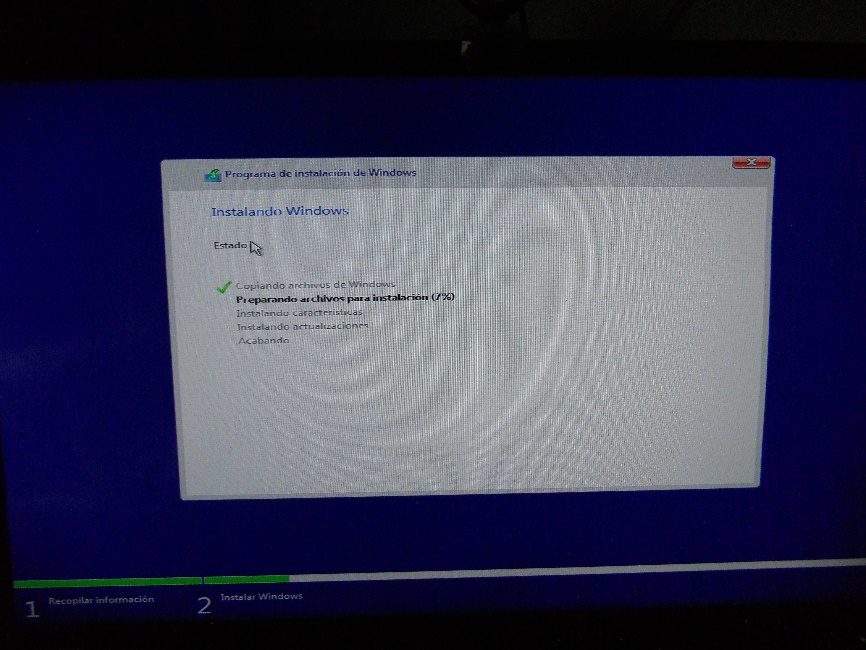 Programa de instalación de Windows
Instalando Windows
Estado
Copiando archivos de Windows
Preparando archivos para instalación (7%)
Instalando características
Instalando actualizaciones
Acabando
1 Recopilar información
2 Instalar Windows